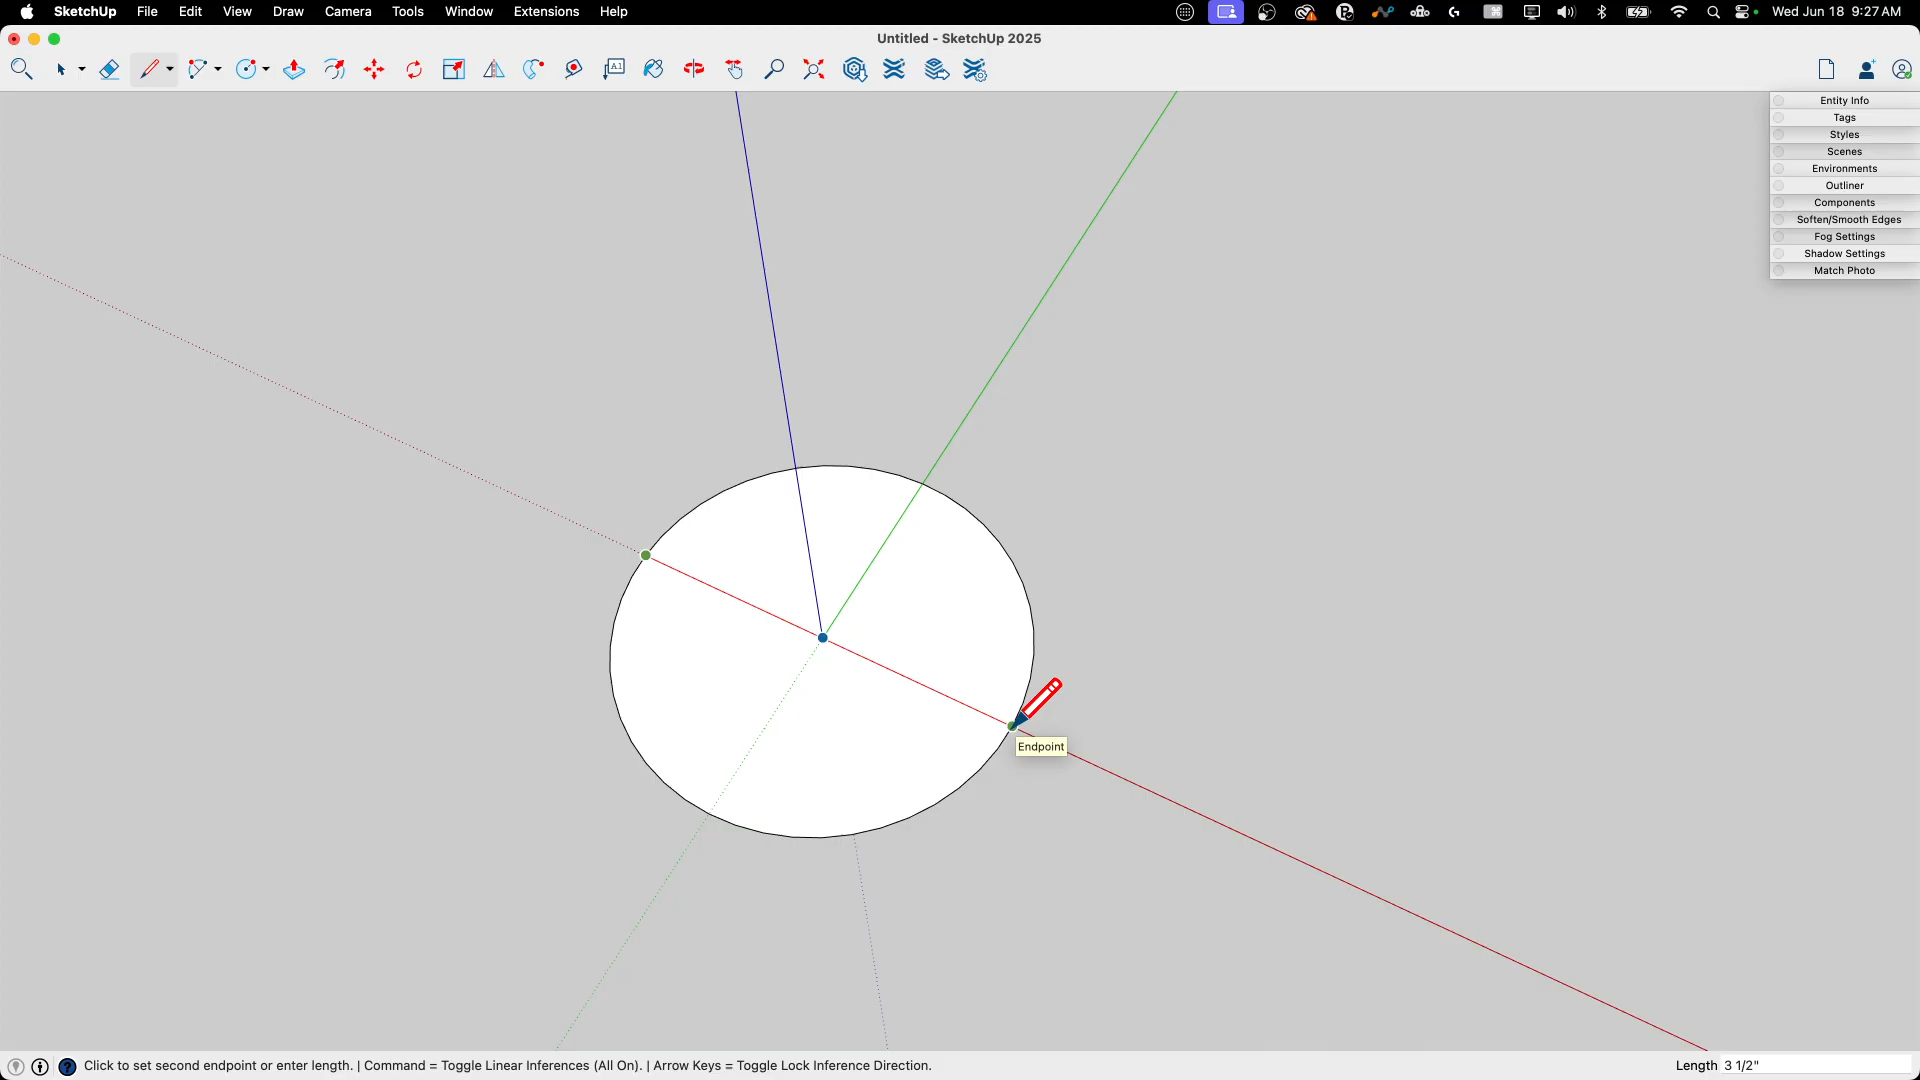 SketchUp File Edit View Draw Camera Tools Window Extensions Help Wed Jun 18 9:27 AM
Untitled - SketchUp 2025
A1
Entity Info
Tags
Styles
Scenes
Environments
Outliner
Components
Soften/Smooth Edges
Fog Settings
Shadow Settings
Match Photo
Endpoint
Click to set second endpoint or enter length. | Command = Toggle Linear Inferences (All On). | Arrow Keys = Toggle Lock Inference Direction. Length 3 1/2"